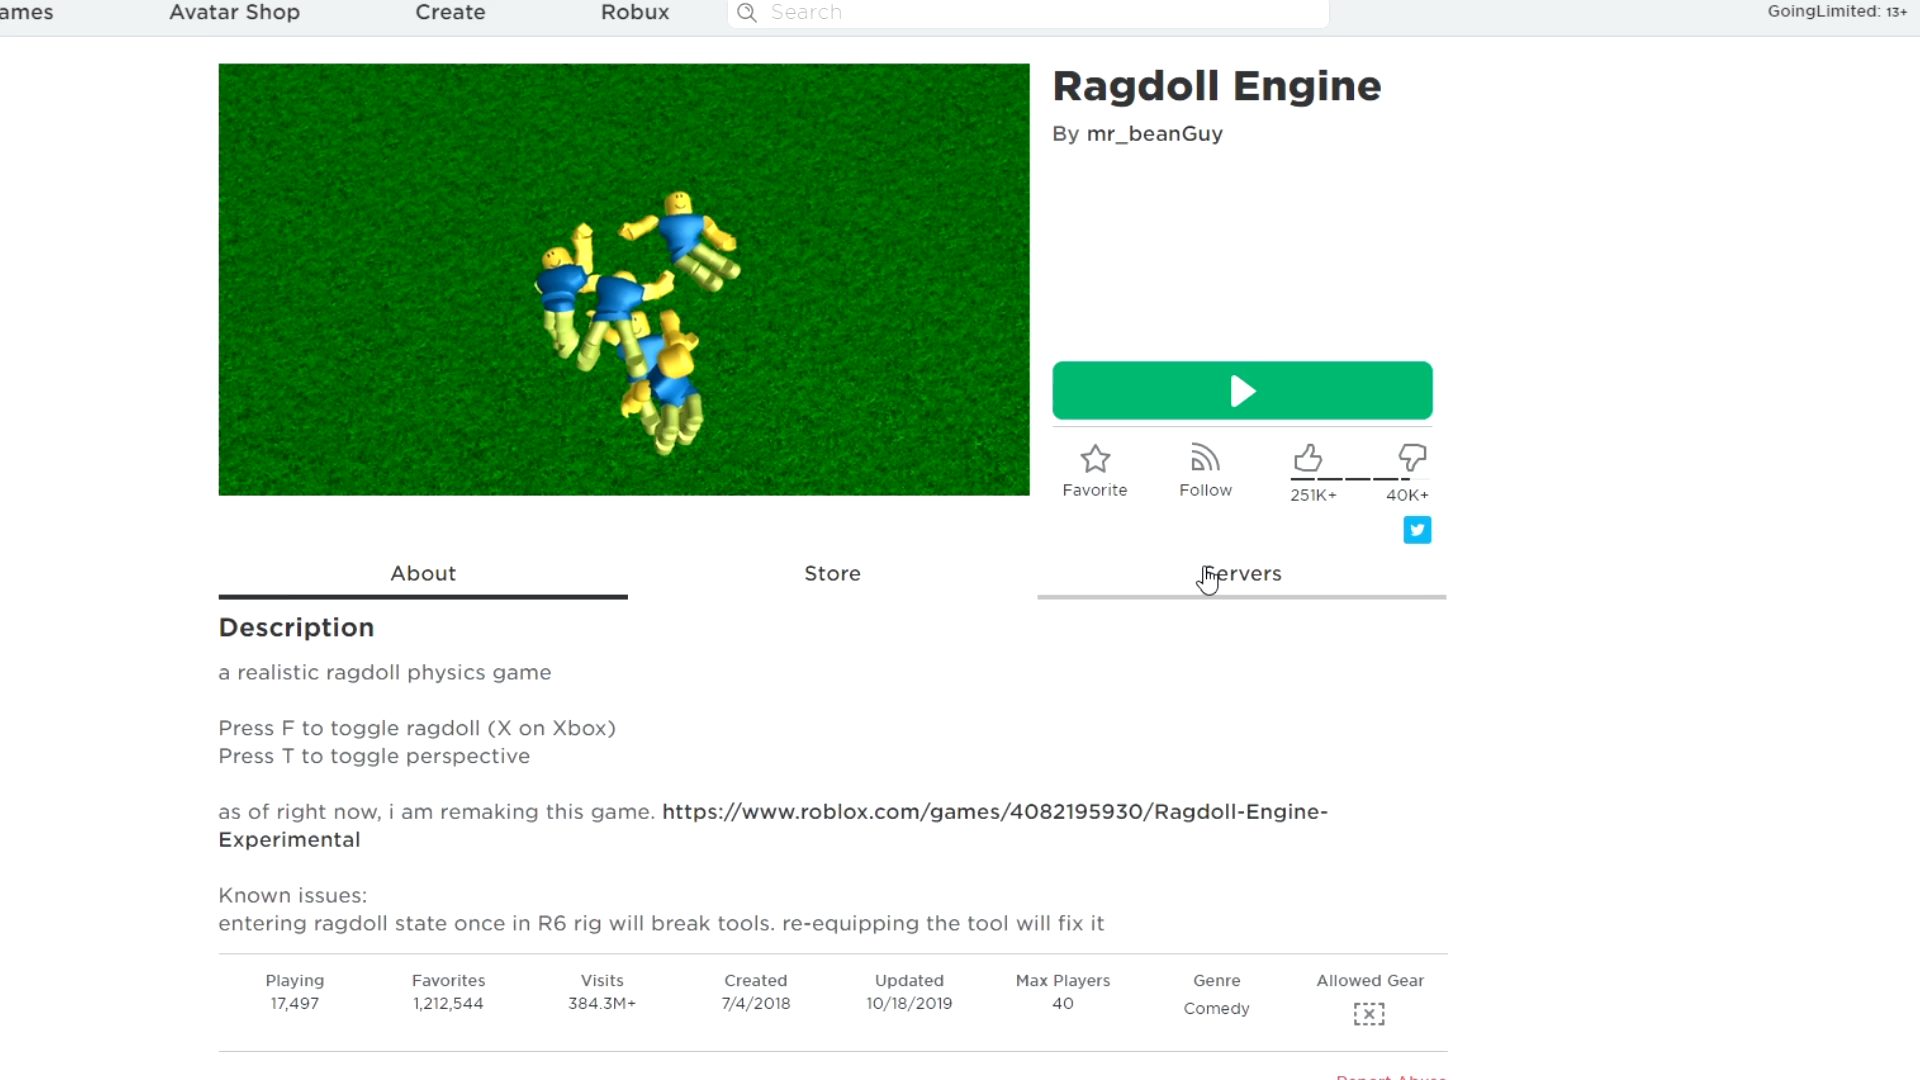 ames
Avatar Shop
Create
Robux
Search
GoingLimited: 13+
Ragdoll Engine
By mr_beanGuy
Favorite
Follow
251K+
40K+
About
Store
Servers
Description
a realistic ragdoll physics game
Press F to toggle ragdoll (X on Xbox)
Press T to toggle perspective
as of right now, i am remaking this game. https://www.roblox.com/games/4082195930/Ragdoll-Engine-
Experimental
Known issues:
entering ragdoll state once in R6 rig will break tools. re-equipping the tool will fix it
Playing
Favorites
Visits
Created
Updated
Max Players
Genre
Allowed Gear
17,497
1,212,544
384.3M+
7/4/2018
10/18/2019
40
Comedy
Report Abuse